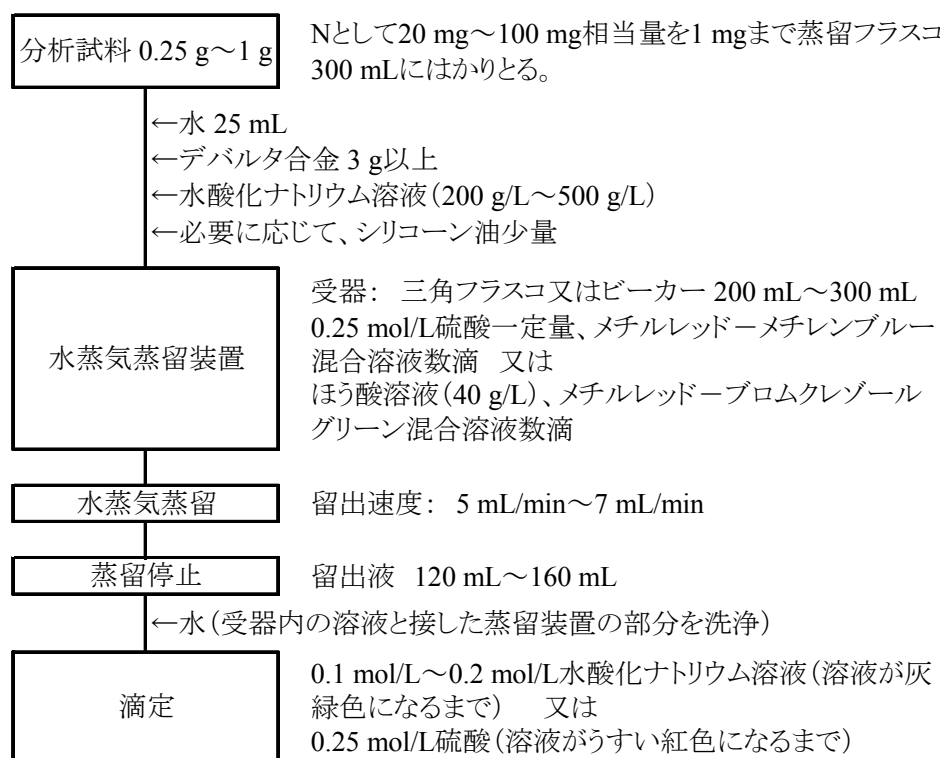 分析試料 0.25 g～1 g
Nとして20 mg～100 mg相当量を1 mgまで蒸留フラスコ
300 mLにはかりとる。
←水 25 mL
←デバルタ合金 3 g以上
←水酸化ナトリウム溶液（200 g/L～500 g/L）
←必要に応じて、シリコーン油少量
水蒸気蒸留装置
受器： 三角フラスコ又はビーカー 200 mL～300 mL
0.25 mol/L硫酸一定量、メチルレッド－メチレンブルー
混合溶液数滴 又は
ほう酸溶液（40 g/L）、メチルレッド－ブロムクレゾール
グリーン混合溶液数滴
水蒸気蒸留
留出速度： 5 mL/min～7 mL/min
蒸留停止
留出液 120 mL～160 mL
←水（受器内の溶液と接した蒸留装置の部分を洗浄）
滴定
0.1 mol/L～0.2 mol/L水酸化ナトリウム溶液（溶液が灰
緑色になるまで） 又は
0.25 mol/L硫酸（溶液がうすい紅色になるまで）